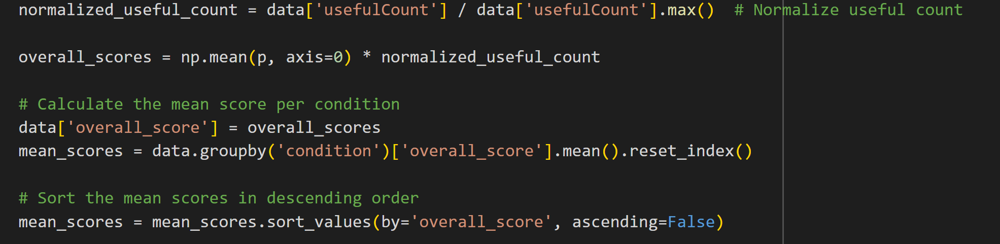 normalized_useful_count = data['usefulCount'] / data['usefulCount'].max()  # Normalize useful count
overall_scores = np.mean(p, axis=0) * normalized_useful_count
# Calculate the mean score per condition
data['overall_score'] = overall_scores
mean_scores = data.groupby('condition')['overall_score'].mean().reset_index()
# Sort the mean scores in descending order
mean_scores = mean_scores.sort_values(by='overall_score', ascending=False)